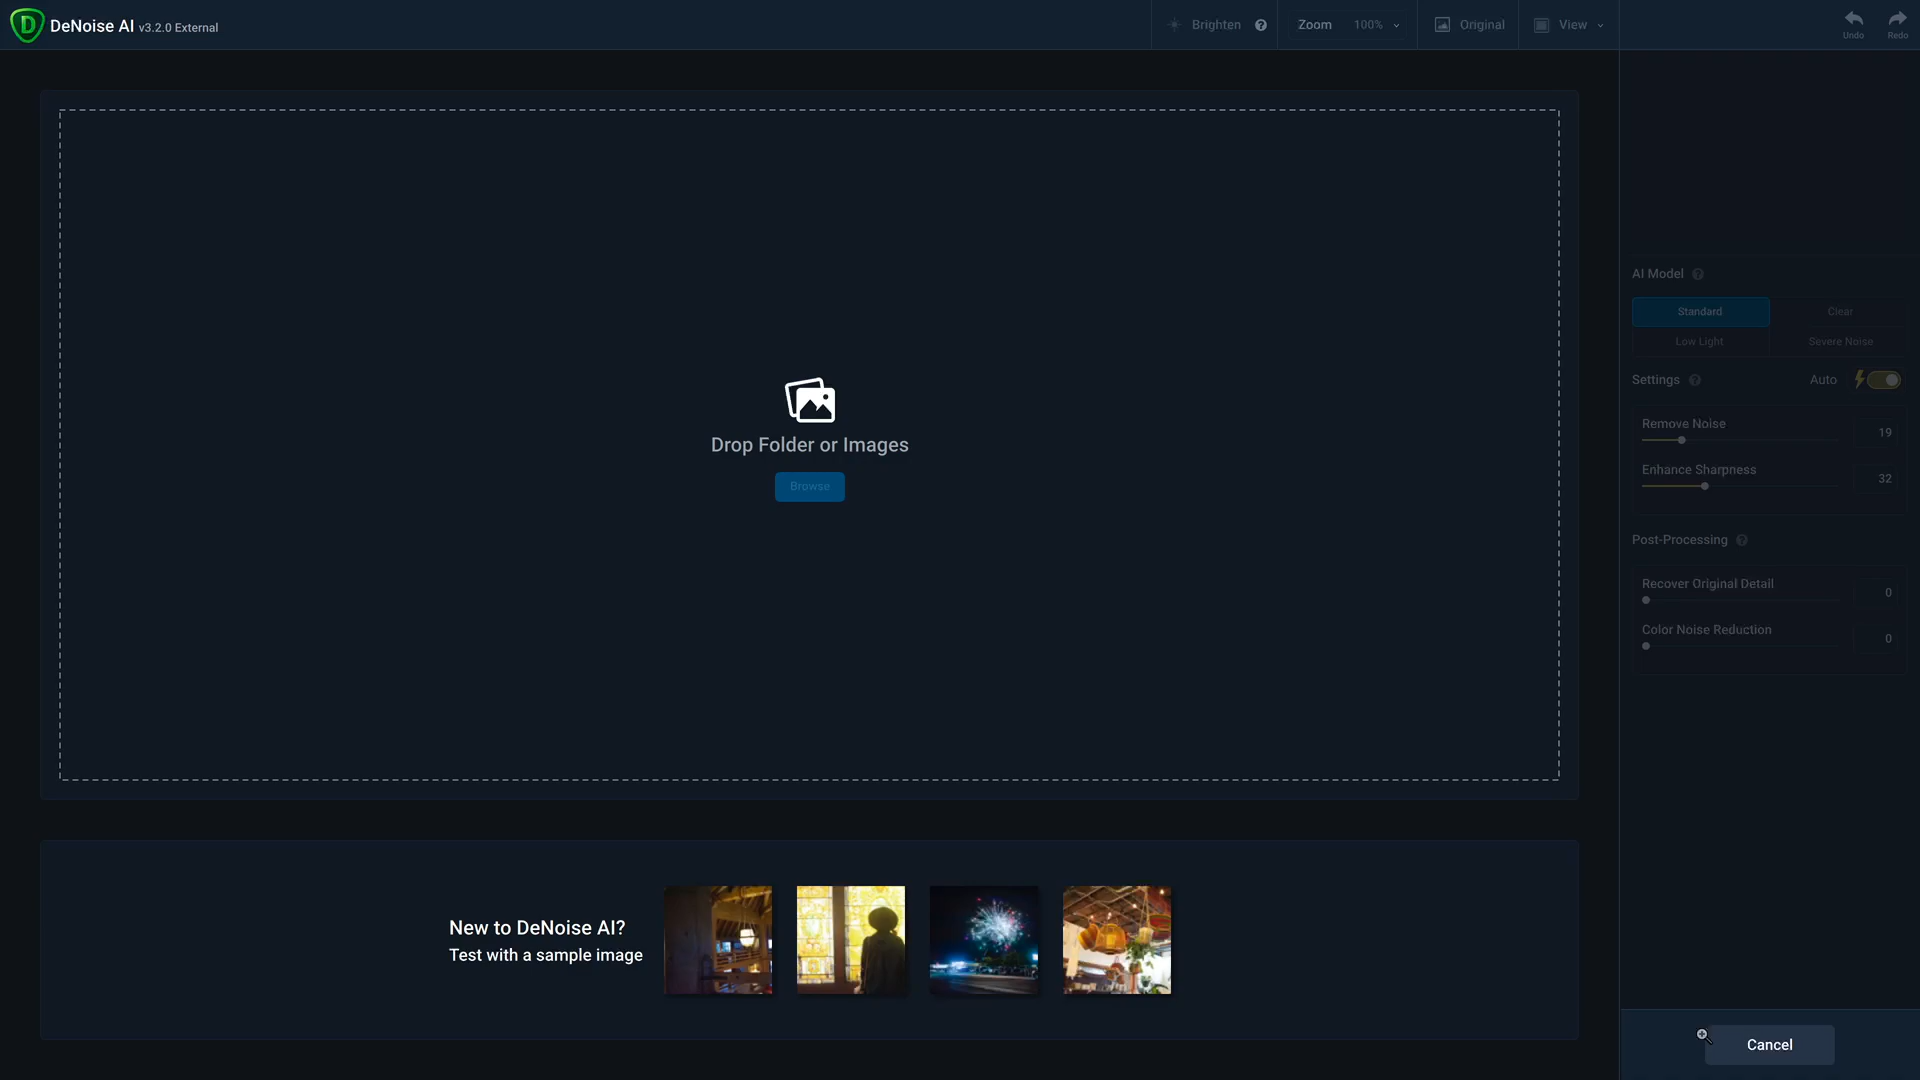 DeNoise AI v3.2.0 External
Brighten
Zoom 100%
Original
View
Undo
Redo
Drop Folder or Images
Browse
AI Model
Standard
Clear
Low Light
Severe Noise
Settings
Auto
Remove Noise
19
Enhance Sharpness
32
Post-Processing
Recover Original Detail
0
Color Noise Reduction
0
New to DeNoise AI?
Test with a sample image
Cancel